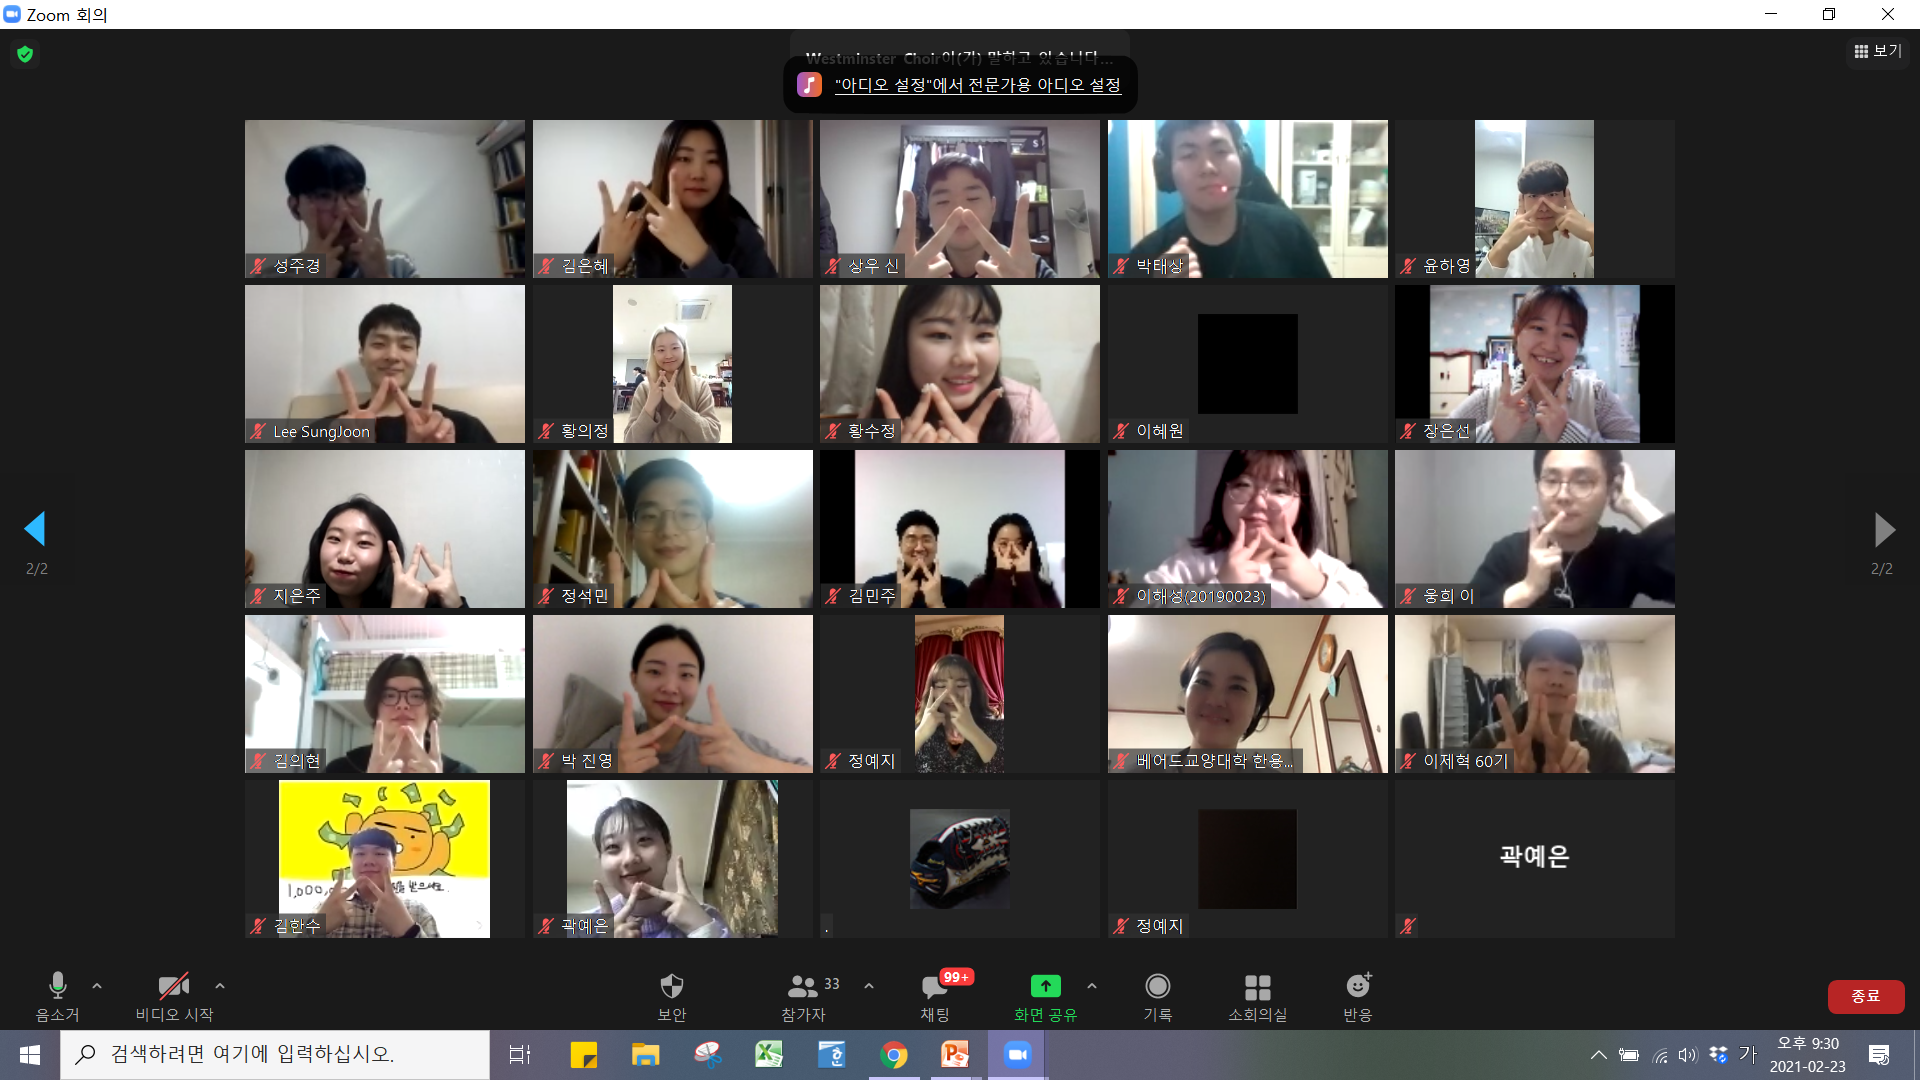 Zoom 회의
Westminster Choir이(가) 말하고 있습니다...
"아디오 설정"에서 전문가용 아디오 설정
보기
성주경
김은혜
상우 신
박태상
윤하영
Lee SungJoon
황의정
황수정
이혜원
장은선
지은주
정석민
김민주
이해성(20190023)
웅희 이
김의현
박 진영
정예지
베어드교양대학 한용...
이제혁 60기
1,000,0
을 받으세요.
김한수
곽예은
.
정예지
곽예은
2/2
2/2
음소거
비디오 시작
보안
33
참가자
99+
채팅
화면 공유
기록
소회의실
반응
종료
검색하려면 여기에 입력하십시오.
가
오후 9:30
2021-02-23